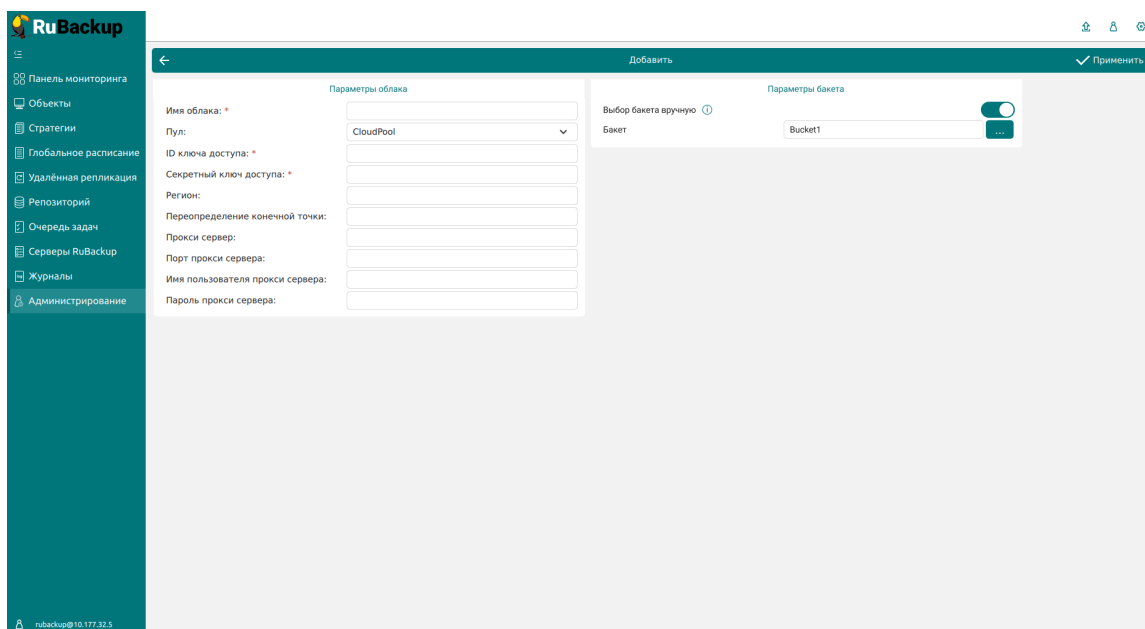 RuBackup
Добавить
Применить
Панель мониторинга
Объекты
Стратегии
Глобальное расписание
Удалённая репликация
Репозиторий
Очередь задач
Серверы RuBackup
Журналы
Администрирование
Параметры облака
Имя облака: *
Пул: CloudPool
ID ключа доступа: *
Секретный ключ доступа: *
Регион:
Переопределение конечной точки:
Прокси сервер:
Порт прокси сервера:
Имя пользователя прокси сервера:
Пароль прокси сервера:
Параметры бакета
Выбор бакета вручную
Бакет Bucket1 ...
rubackup@10.177.32.5